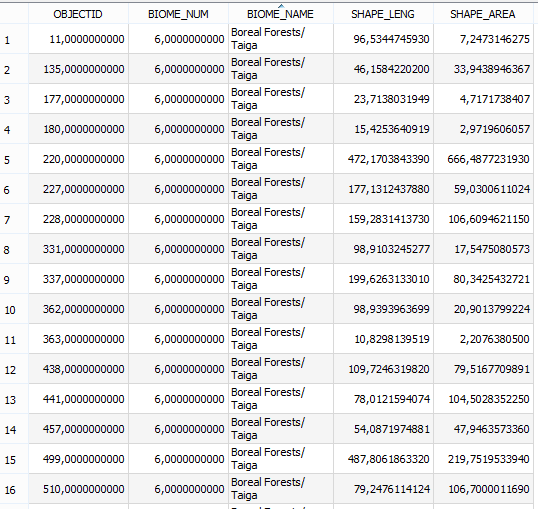 OBJECTID BIOME_NUM BIOME_NAME SHAPE_LENG SHAPE_AREA
1 11,0000000000 6,0000000000 Boreal Forests/ 96,5344745930 7,2473146275
Taiga
2 135,0000000000 6,0000000000 Boreal Forests/ 46,1584220200 33,9438946367
Taiga
3 177,0000000000 6,0000000000 Boreal Forests/ 23,7138031949 4,7171738407
Taiga
4 180,0000000000 6,0000000000 Boreal Forests/ 15,4253640919 2,9719606057
Taiga
5 220,0000000000 6,0000000000 Boreal Forests/ 472,1703843390 666,4877231930
Taiga
6 227,0000000000 6,0000000000 Boreal Forests/ 177,1312437880 59,0300611024
Taiga
7 228,0000000000 6,0000000000 Boreal Forests/ 159,2831413730 106,6094621150
Taiga
8 331,0000000000 6,0000000000 Boreal Forests/ 98,9103245277 17,5475080573
Taiga
9 337,0000000000 6,0000000000 Boreal Forests/ 199,6263133010 80,3425432721
Taiga
10 362,0000000000 6,0000000000 Boreal Forests/ 98,9393963699 20,9013799224
Taiga
11 363,0000000000 6,0000000000 Boreal Forests/ 10,8298139519 2,2076380500
Taiga
12 438,0000000000 6,0000000000 Boreal Forests/ 109,7246319820 79,5167709891
Taiga
13 441,0000000000 6,0000000000 Boreal Forests/ 78,0121594074 104,5028352250
Taiga
14 457,0000000000 6,0000000000 Boreal Forests/ 54,0871974881 47,9463573360
Taiga
15 499,0000000000 6,0000000000 Boreal Forests/ 487,8061863320 219,7519533940
Taiga
16 510,0000000000 6,0000000000 Boreal Forests/ 79,2476114124 106,7000011690
Taiga